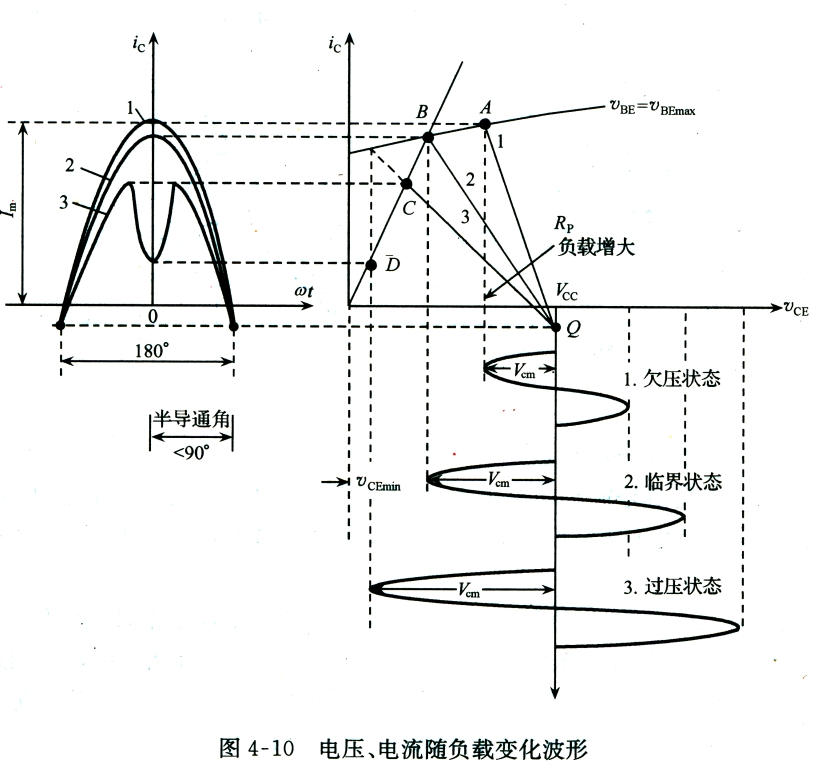 i_C
i_C
1
B
A
v_BE=v_BEmax
1
2
2
3
3
I_m
C
R_P
负载增大
D
ωt
V_CC
v_CE
0
Q
180°
V_cm
1. 欠压状态
半导通角
<90°
v_CEmin
V_cm
2. 临界状态
V_cm
3. 过压状态
图 4-10 电压、电流随负载变化波形